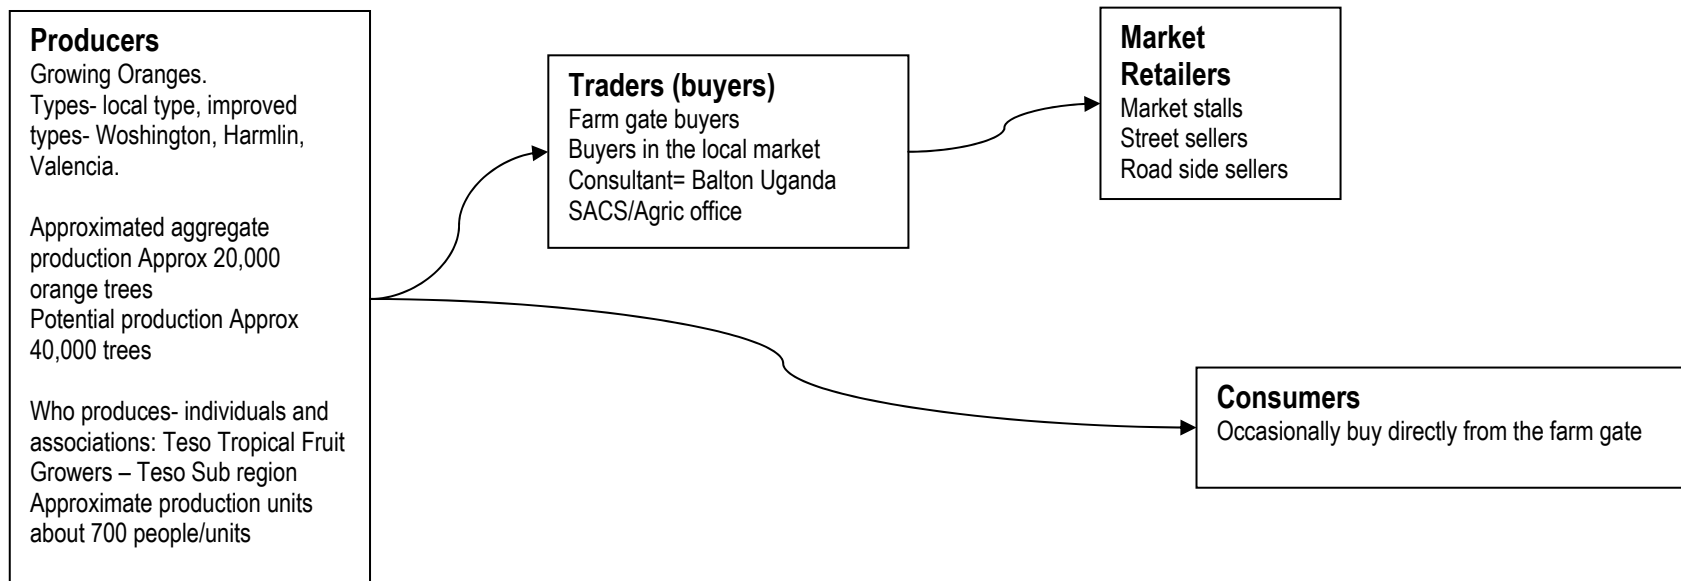 Producers
Growing Oranges.
Types- local type, improved
types- Woshington, Harmlin,
Valencia.
Approximated aggregate
production Approx 20,000
orange trees
Potential production Approx
40,000 trees
Who produces- individuals and
associations: Teso Tropical Fruit
Growers – Teso Sub region
Approximate production units
about 700 people/units
Traders (buyers)
Farm gate buyers
Buyers in the local market
Consultant= Balton Uganda
SACS/Agric office
Market
Retailers
Market stalls
Street sellers
Road side sellers
Consumers
Occasionally buy directly from the farm gate